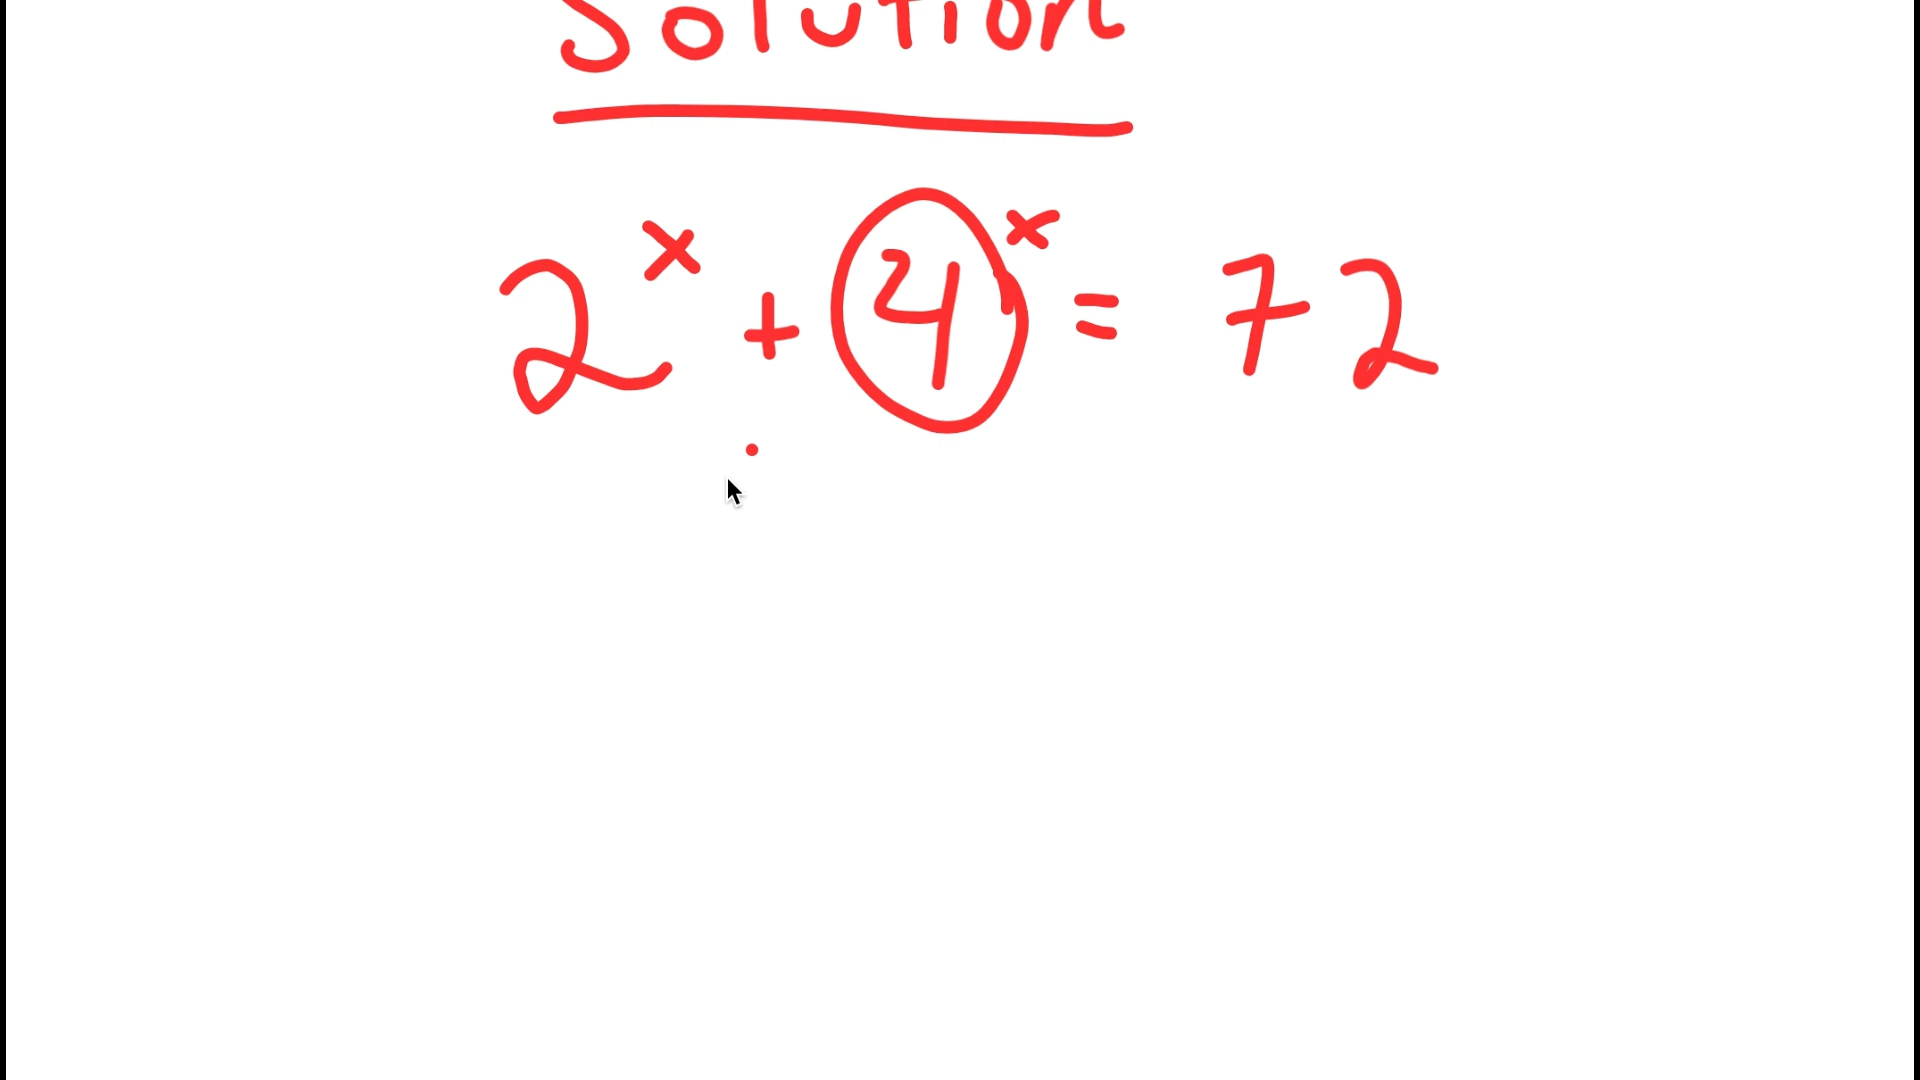 Solution
2^x + 4^x = 72